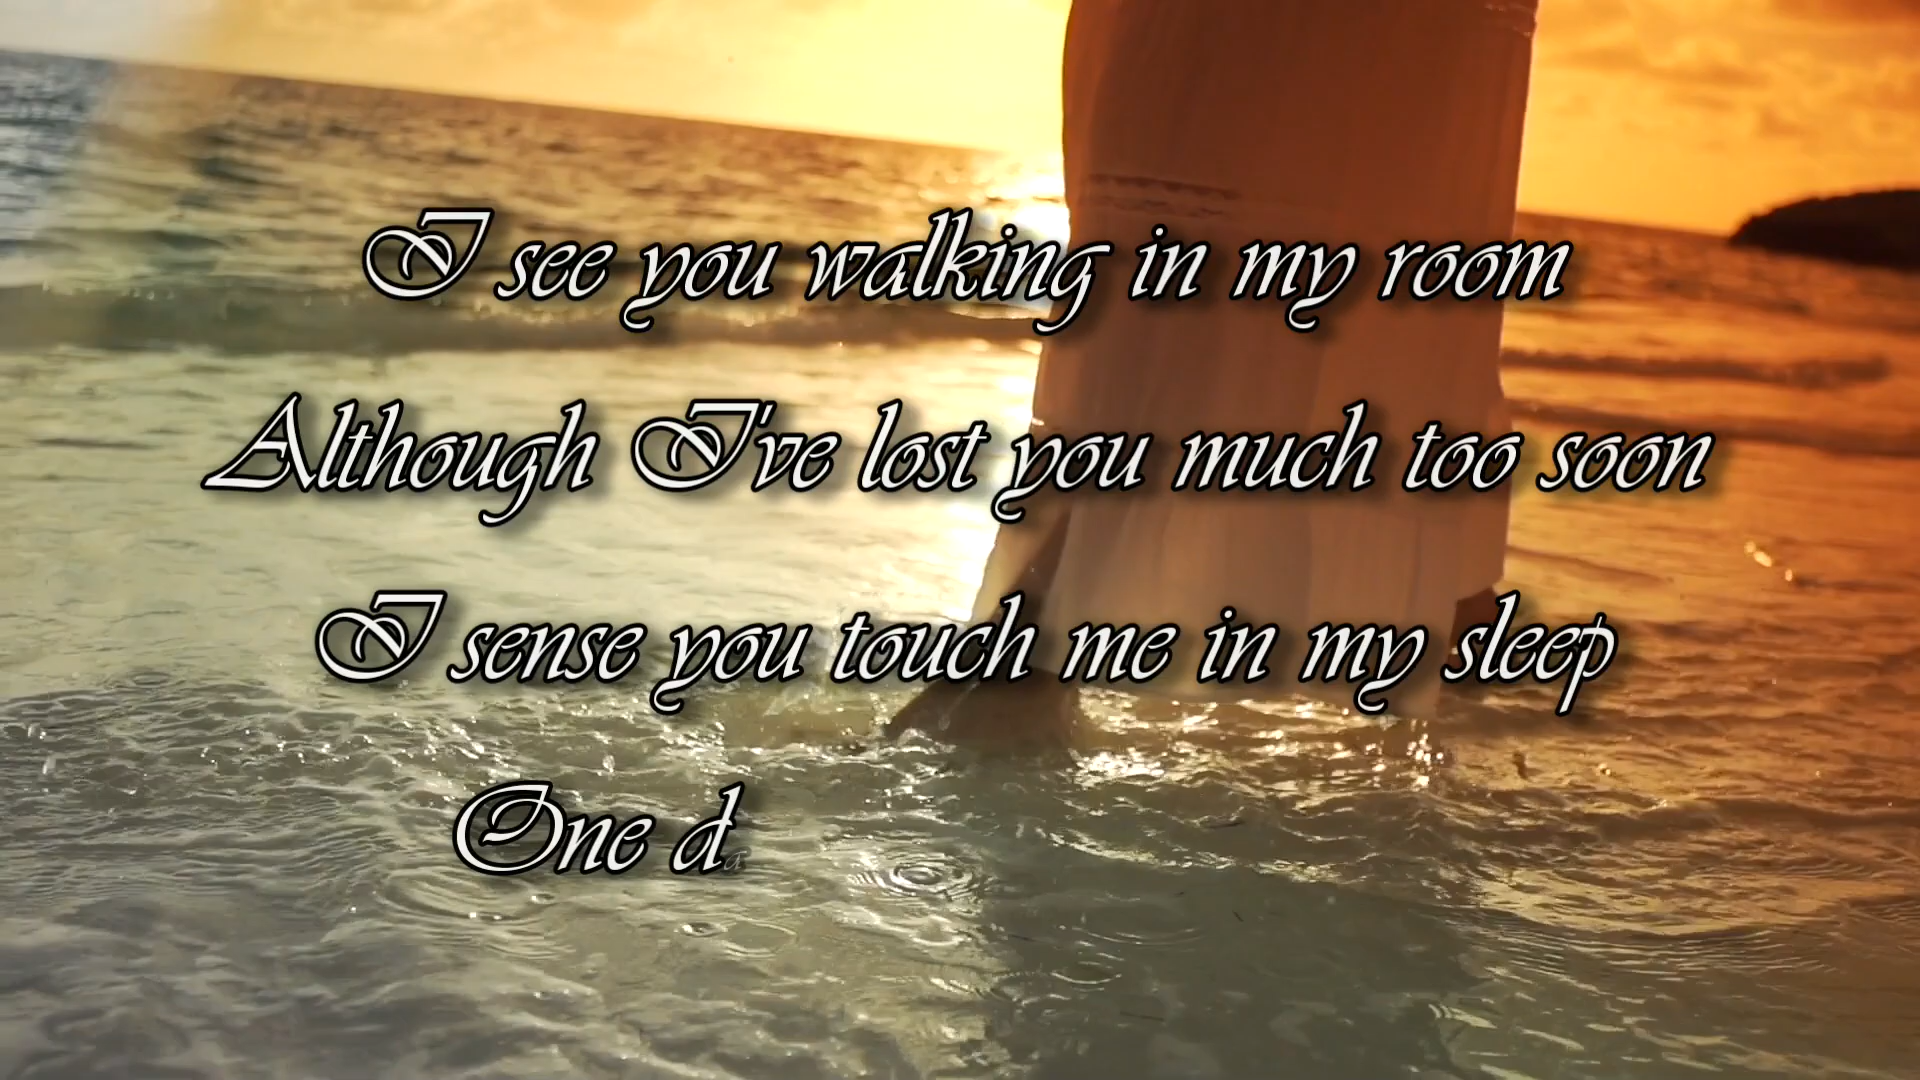 I see you walking in my room
Although I've lost you much too soon
I sense you touch me in my sleep
One da